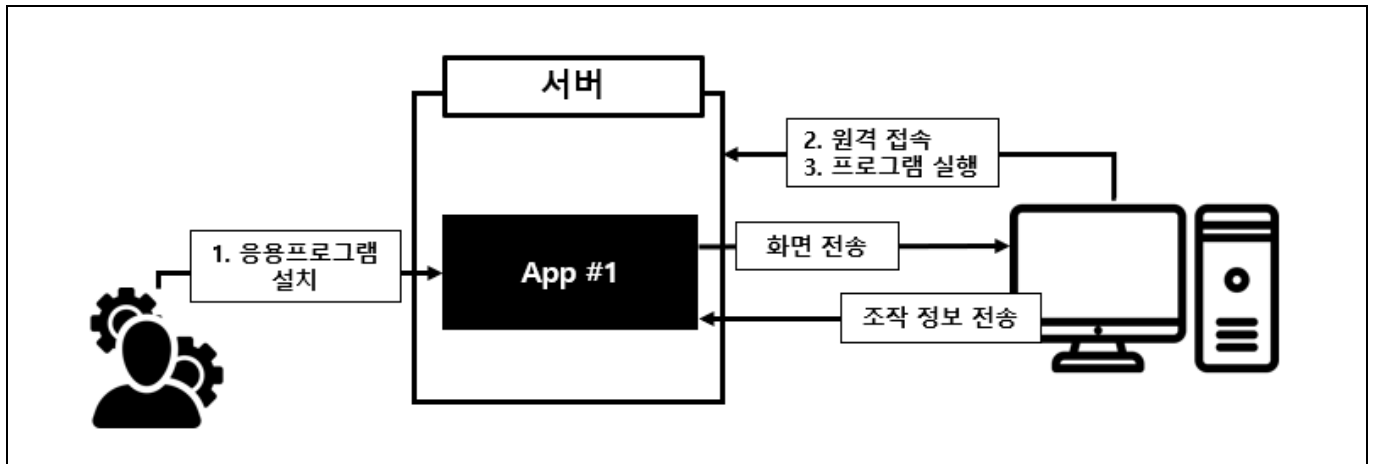 서버
2. 원격 접속
3. 프로그램 실행
1. 응용프로그램
설치
App #1
화면 전송
조작 정보 전송